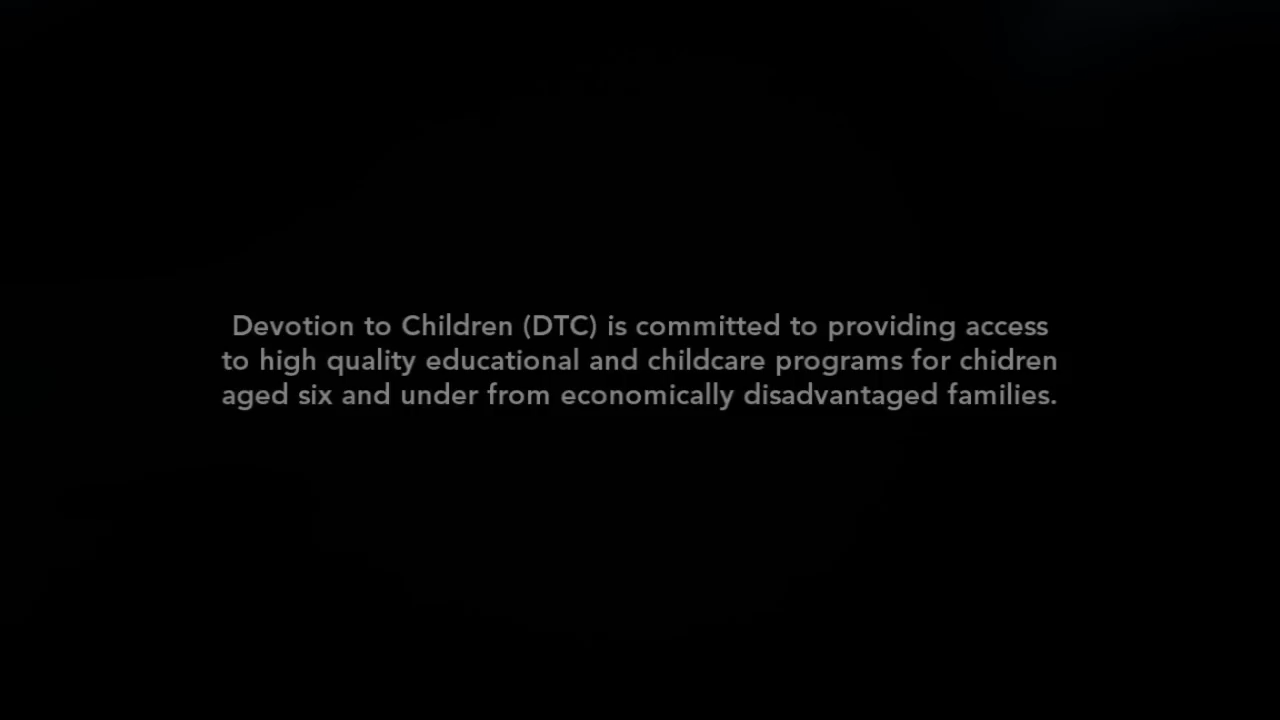 Devotion to Children (DTC) is committed to providing access
to high quality educational and childcare programs for chidren
aged six and under from economically disadvantaged families.